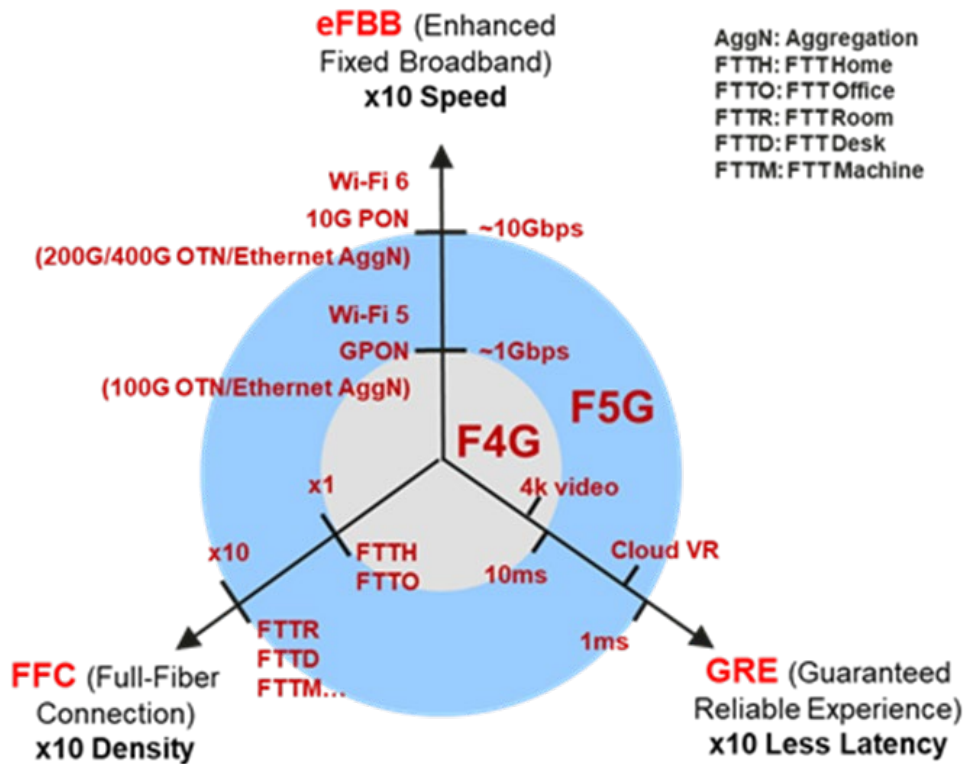 eFBB (Enhanced
Fixed Broadband)
x10 Speed
AggN: Aggregation
FTTH: FTTHome
FTTO: FTTOffice
FTTR: FTTRoom
FTTD: FTTDesk
FTTM: FTTMachine
Wi-Fi 6
10G PON
~10Gbps
(200G/400G OTN/Ethernet AggN)
Wi-Fi 5
GPON
~1Gbps
(100G OTN/Ethernet AggN)
F5G
F4G
x1
4k video
x10
FTTH
FTTO
10ms
Cloud VR
FTTR
FTTD
FTTM...
1ms
FFC (Full-Fiber
Connection)
x10 Density
GRE (Guaranteed
Reliable Experience)
x10 Less Latency